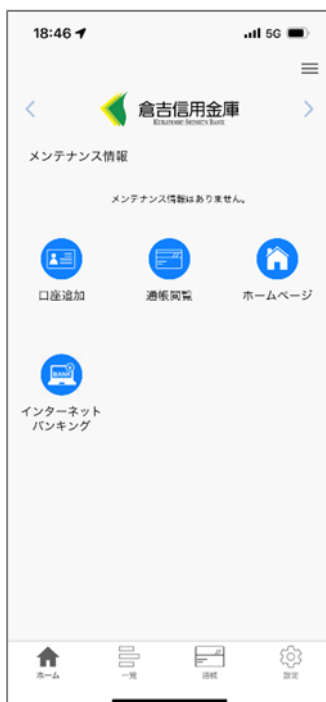 18:46
5G
倉吉信用金庫
KURAYOSHI SHINKIN BANK
メンテナンス情報
メンテナンス情報はありません。
口座追加 通帳閲覧 ホームページ
BANK
インターネット
バンキング
ホーム 一覧 通帳 設定